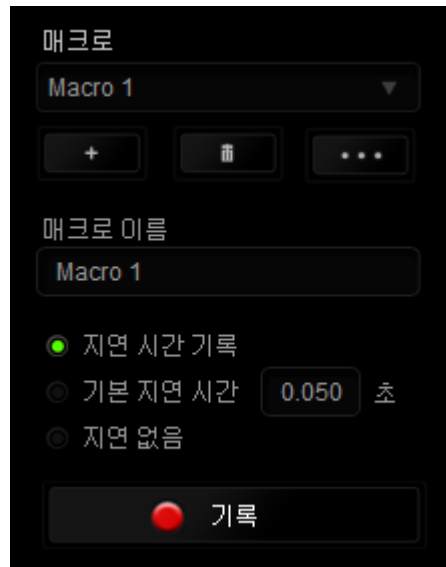 매크로
Macro 1
매크로 이름
Macro 1
지연 시간 기록
기본 지연 시간 0.050 초
지연 없음
기록